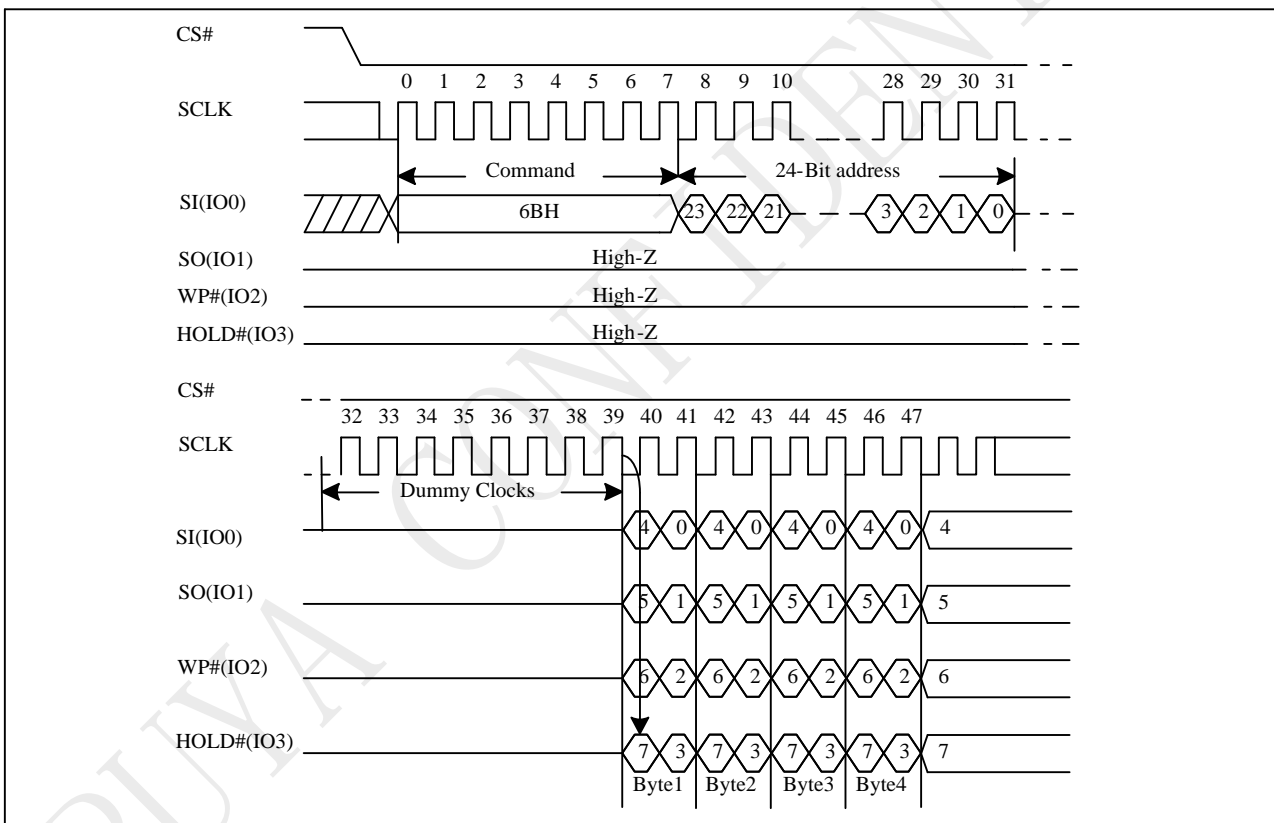 CS#
0 1 2 3 4 5 6 7 8 9 10 28 29 30 31
SCLK
Command 24-Bit address
SI(IO0) 6BH 23 22 21 3 2 1 0
SO(IO1) High-Z
WP#(IO2) High-Z
HOLD#(IO3) High-Z
CS#
32 33 34 35 36 37 38 39 40 41 42 43 44 45 46 47
SCLK
Dummy Clocks
SI(IO0) 4 0 4 0 4 0 4 0 4
SO(IO1) 5 1 5 1 5 1 5 1 5
WP#(IO2) 6 2 6 2 6 2 6 2 6
HOLD#(IO3) 7 3 7 3 7 3 7 3 7
Byte1 Byte2 Byte3 Byte4
PUYA CONFIDEN